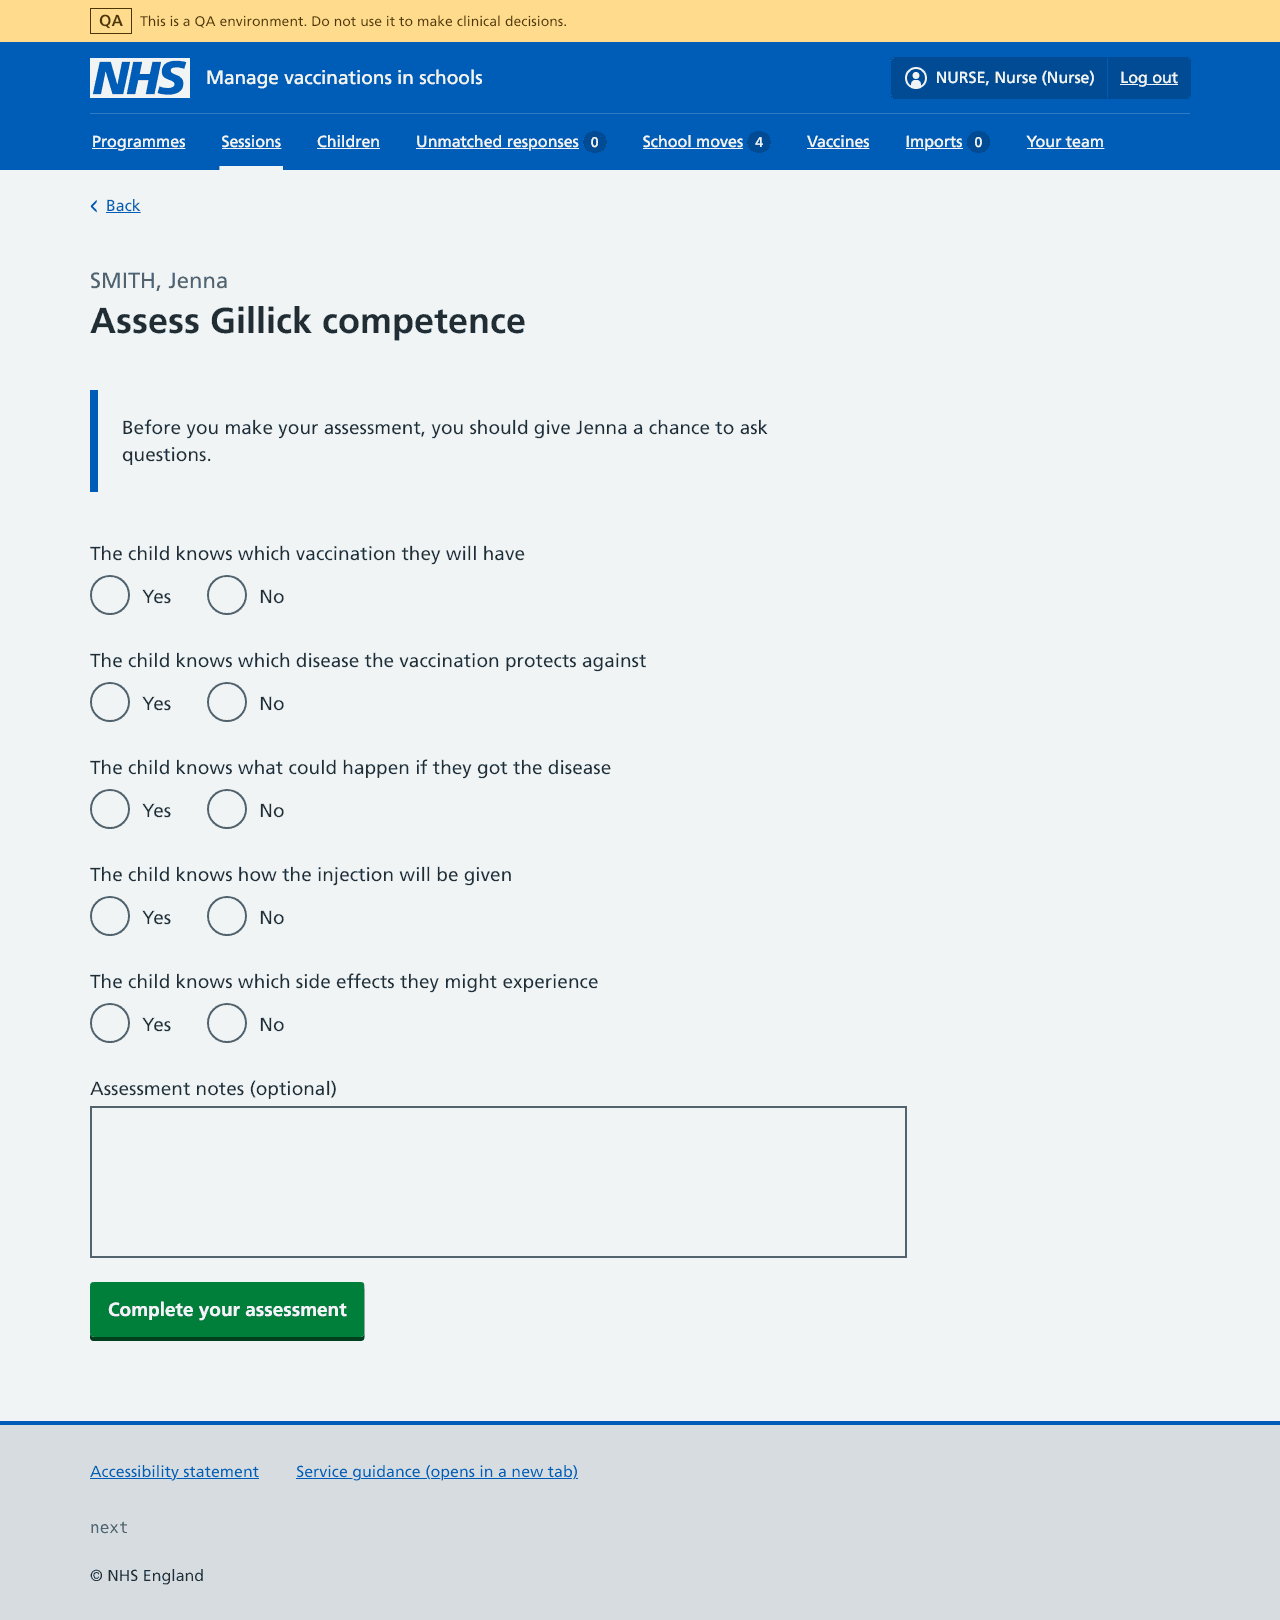 QA This is a QA environment. Do not use it to make clinical decisions.
NHS Manage vaccinations in schools NURSE, Nurse (Nurse) Log out
Programmes Sessions Children Unmatched responses 0 School moves 4 Vaccines Imports 0 Your team
Back
SMITH, Jenna
Assess Gillick competence
Before you make your assessment, you should give Jenna a chance to ask
questions.
The child knows which vaccination they will have
Yes No
The child knows which disease the vaccination protects against
Yes No
The child knows what could happen if they got the disease
Yes No
The child knows how the injection will be given
Yes No
The child knows which side effects they might experience
Yes No
Assessment notes (optional)
Complete your assessment
Accessibility statement Service guidance (opens in a new tab)
next
© NHS England